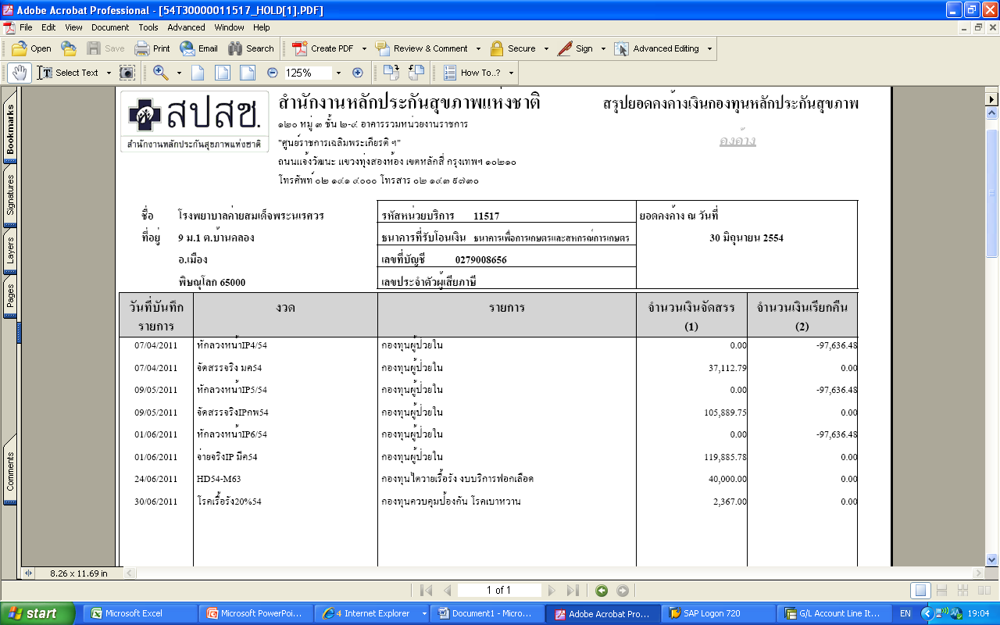 Adobe Acrobat Professional - [54T30000011517_HOLD[1].PDF]
File Edit View Document Tools Advanced Window Help
Open Save Print Email Search Create PDF Review & Comment Secure Sign Advanced Editing
Select Text 125% How To..?
Bookmarks
Signatures
Layers
Pages
Comments
สปสช.
สำนักงานหลักประกันสุขภาพแห่งชาติ
สำนักงานหลักประกันสุขภาพแห่งชาติ
๑๒๐ หมู่ ๓ ชั้น ๒-๔ อาคารรวมหน่วยงานราชการ
"ศูนย์ราชการเฉลิมพระเกียรติ ฯ"
ถนนแจ้งวัฒนะ แขวงทุ่งสองห้อง เขตหลักสี่ กรุงเทพฯ ๑๐๒๑๐
โทรศัพท์ ๐๒ ๑๔๑ ๔๐๐๐ โทรสาร ๐๒ ๑๔๓ ๙๗๓๐
สรุปยอดคงค้างเงินกองทุนหลักประกันสุขภาพ
คงค้าง
ชื่อ โรงพยาบาลค่ายสมเด็จพระนเรศวร รหัสหน่วยบริการ 11517 ยอดคงค้าง ณ วันที่
ที่อยู่ 9 ม.1 ต.บ้านคลอง ธนาคารที่รับโอนเงิน ธนาคารเพื่อการเกษตรและสหกรณ์การเกษตร 30 มิถุนายน 2554
อ.เมือง เลขที่บัญชี 0279008656
พิษณุโลก 65000 เลขประจำตัวผู้เสียภาษี
วันที่บันทึก งวด รายการ จำนวนเงินจัดสรร จำนวนเงินเรียกคืน
รายการ (1) (2)
07/04/2011 หักลวงหน้าIP4/54 กองทุนผู้ป่วยใน 0.00 -97,636.48
07/04/2011 จัดสรรจริง มค54 กองทุนผู้ป่วยใน 37,112.79 0.00
09/05/2011 หักลวงหน้าIP5/54 กองทุนผู้ป่วยใน 0.00 -97,636.48
09/05/2011 จัดสรรจริงIPกพ54 กองทุนผู้ป่วยใน 105,889.75 0.00
01/06/2011 หักลวงหน้าIP6/54 กองทุนผู้ป่วยใน 0.00 -97,636.48
01/06/2011 จ่ายจริงIP มีค54 กองทุนผู้ป่วยใน 119,885.78 0.00
24/06/2011 HD54-M63 กองทุนไตวายเรื้อรัง งบบริการฟอกเลือด 40,000.00 0.00
30/06/2011 โรคเรื้อรัง20%54 กองทุนควบคุมป้องกัน โรคเบาหวาน 2,367.00 0.00
8.26 x 11.69 in
1 of 1
start Microsoft Excel Microsoft PowerPoi... 4 Internet Explorer Document1 - Micro... Adobe Acrobat Pro... SAP Logon 720 G/L Account Line It... EN 19:04